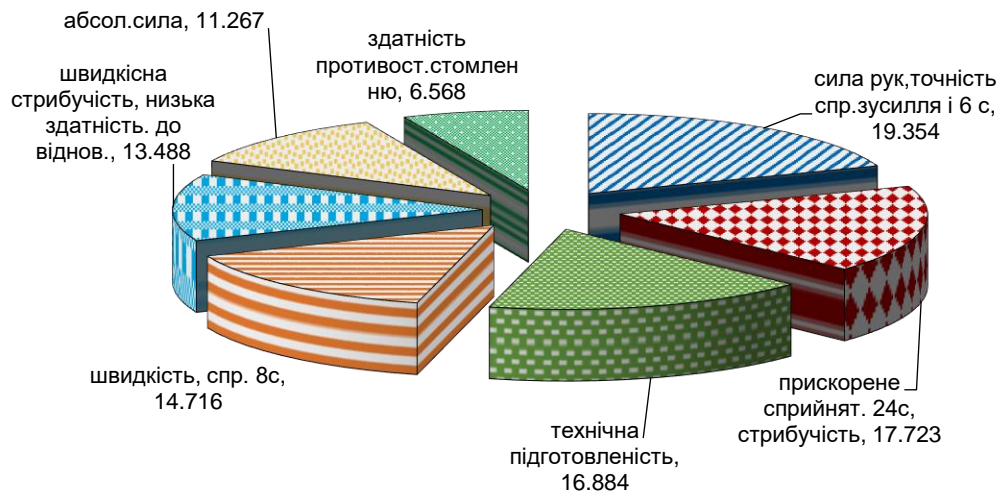 абсол.сила, 11.267
здатність
противост.стомлен
ню, 6.568
швидкісна
стрибучість, низька
здатність. до
віднов., 13.488
сила рук,точність
спр.зусилля і 6 с,
19.354
швидкість, спр. 8с,
14.716
технічна
підготовленість,
16.884
прискорене
сприйнят. 24с,
стрибучість, 17.723